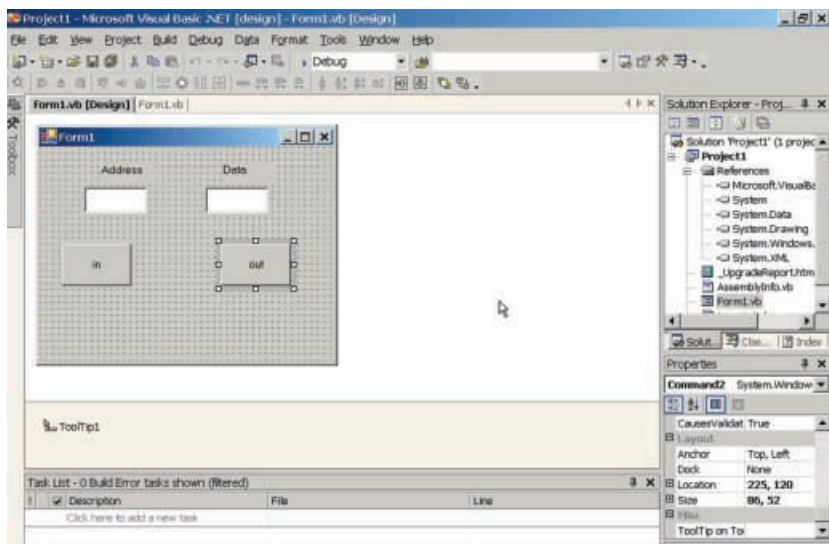 Project1 - Microsoft Visual Basic .NET [design] - Form1.vb [Design]
File Edit View Project Build Debug Data Format Tools Window Help
Debug
Form1.vb [Design] Form1.vb
Toolbox
Form1
Address Data
in out
ToolTip1
Task List - 0 Build Error tasks shown (filtered)
! Description File Line
Click here to add a new task
Solution Explorer - Proj...
Solution 'Project1' (1 projec
Project1
References
Microsoft.VisualBa
System
System.Data
System.Drawing
System.Windows.
System.XML
_UpgradeReport.htm
AssemblyInfo.vb
Form1.vb
Solut... Clas... Index
Properties
Command2 System.Window
CausesValidat True
Layout
Anchor Top, Left
Dock None
Location 225, 120
Size 86, 52
Misc
ToolTip on To